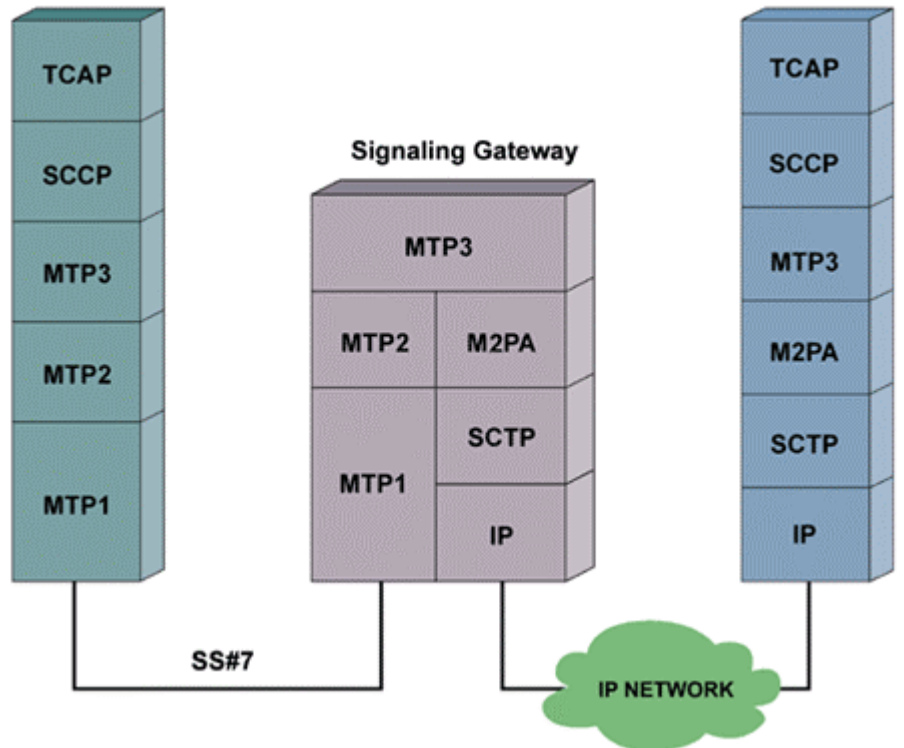 TCAP
SCCP
MTP3
MTP2
MTP1
Signaling Gateway
MTP3
MTP2
M2PA
MTP1
SCTP
IP
TCAP
SCCP
MTP3
M2PA
SCTP
IP
SS#7
IP NETWORK